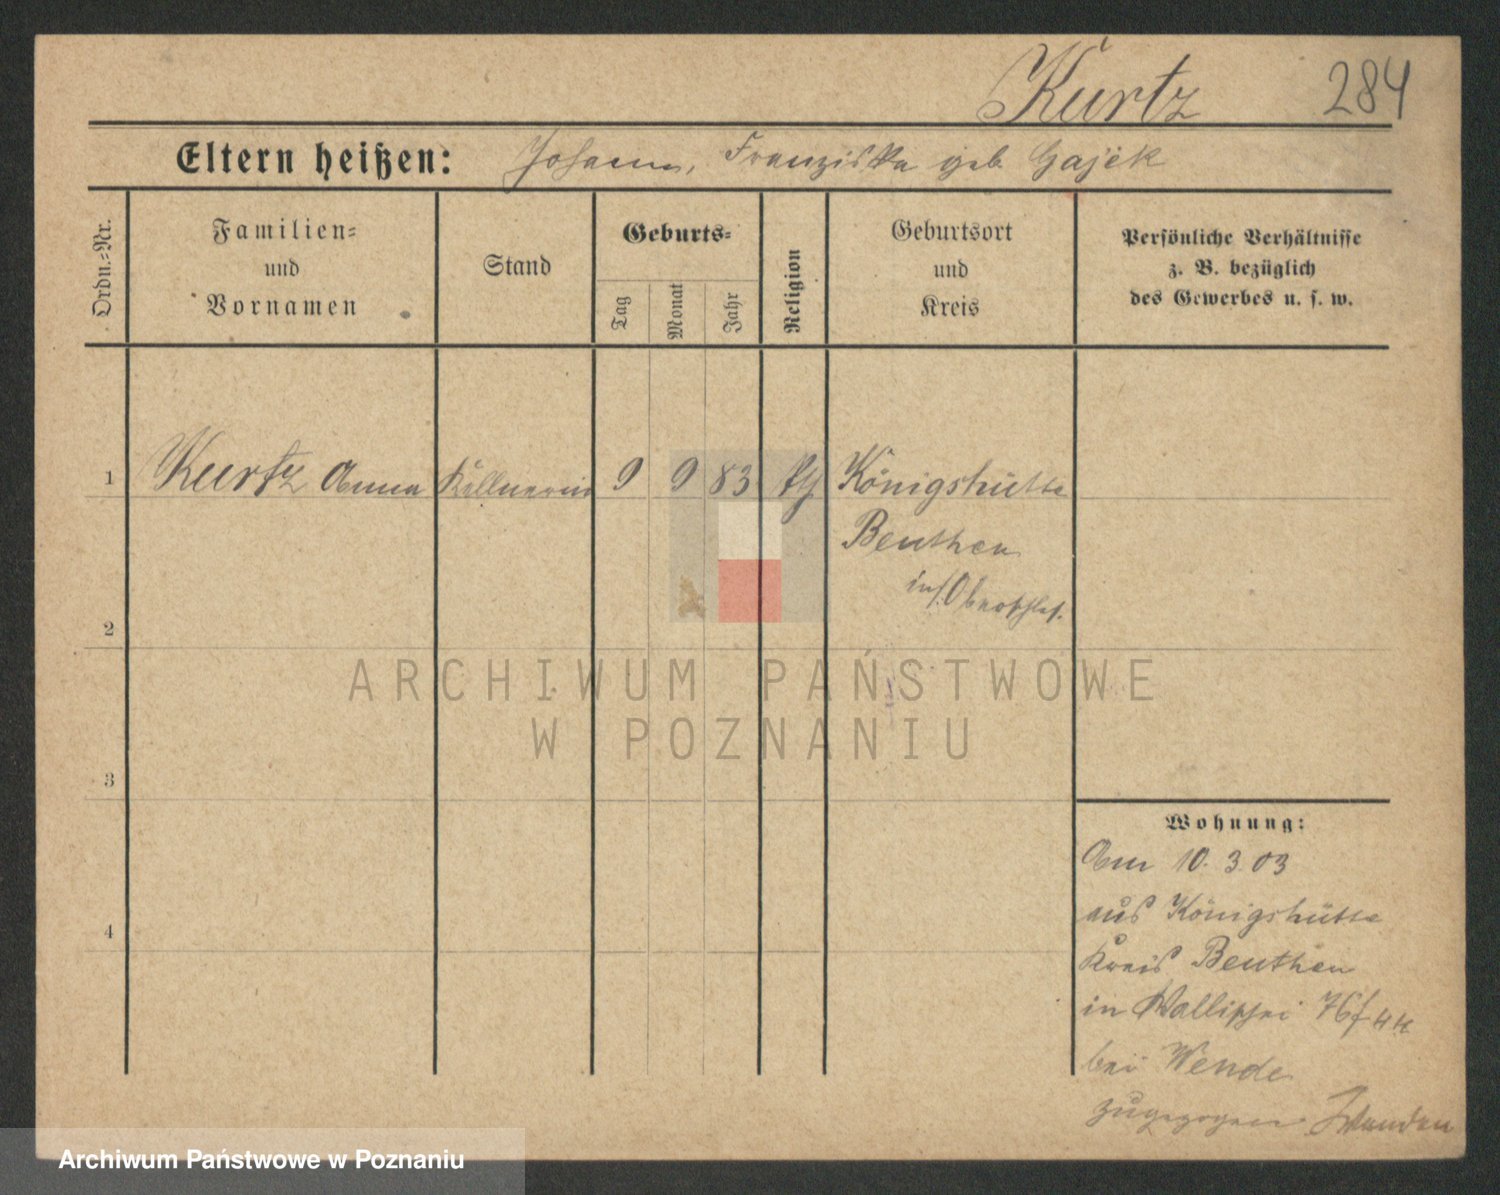 Kurtz 284
Eltern heißen: Johann, Franziska geb. Gajek
Ordn.-Nr.
Familien-
und
Vornamen
Stand
Geburts-
Tag
Monat
Jahr
Religion
Geburtsort
und
Kreis
Persönliche Verhältnisse
z. B. bezüglich
des Gewerbes u. s. w.
1 Kurtz Anna Kellnerin 9 9 83 Königshütte
Beuthen
in/Oberschles.
2
3
4
Wohnung:
Am 10. 3 03
aus Königshütte
Kreis Beuthen
in Wallischei 76
bei Wende
zugezogen
ARCHIWUM PAŃSTWOWE
W POZNANIU
Archiwum Państwowe w Poznaniu